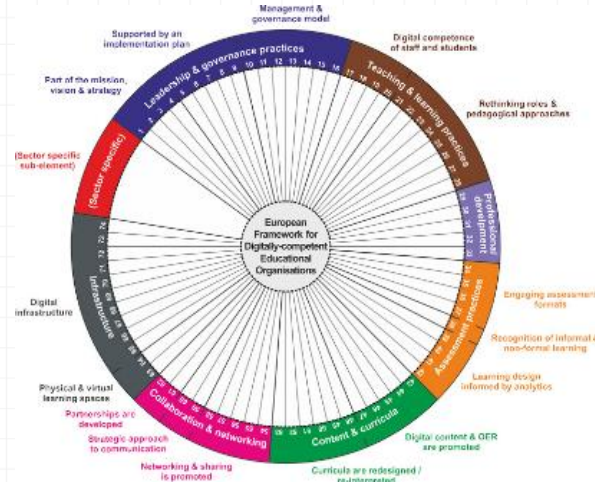 Management &
governance model
Supported by an
implementation plan
Part of the mission,
vision & strategy
Leadership & governance practices
Digital competence
of staff and students
Teaching & learning practices
Rethinking roles &
pedagogical approaches
(Sector specific
sub-element)
(Sector specific)
Professional
development
European
Framework for
Digitally-competent
Educational
Organisations
Digital
infrastructure
Infrastructure
Physical & virtual
learning spaces
Engaging assessment
formats
Assessment practices
Recognition of informal &
non-formal learning
Learning design
informed by analytics
Partnerships are
developed
Strategic approach
to communication
Collaboration & networking
Networking & sharing
is promoted
Content & curricula
Digital content & OER
are promoted
Curricula are redesigned /
re-interpreted